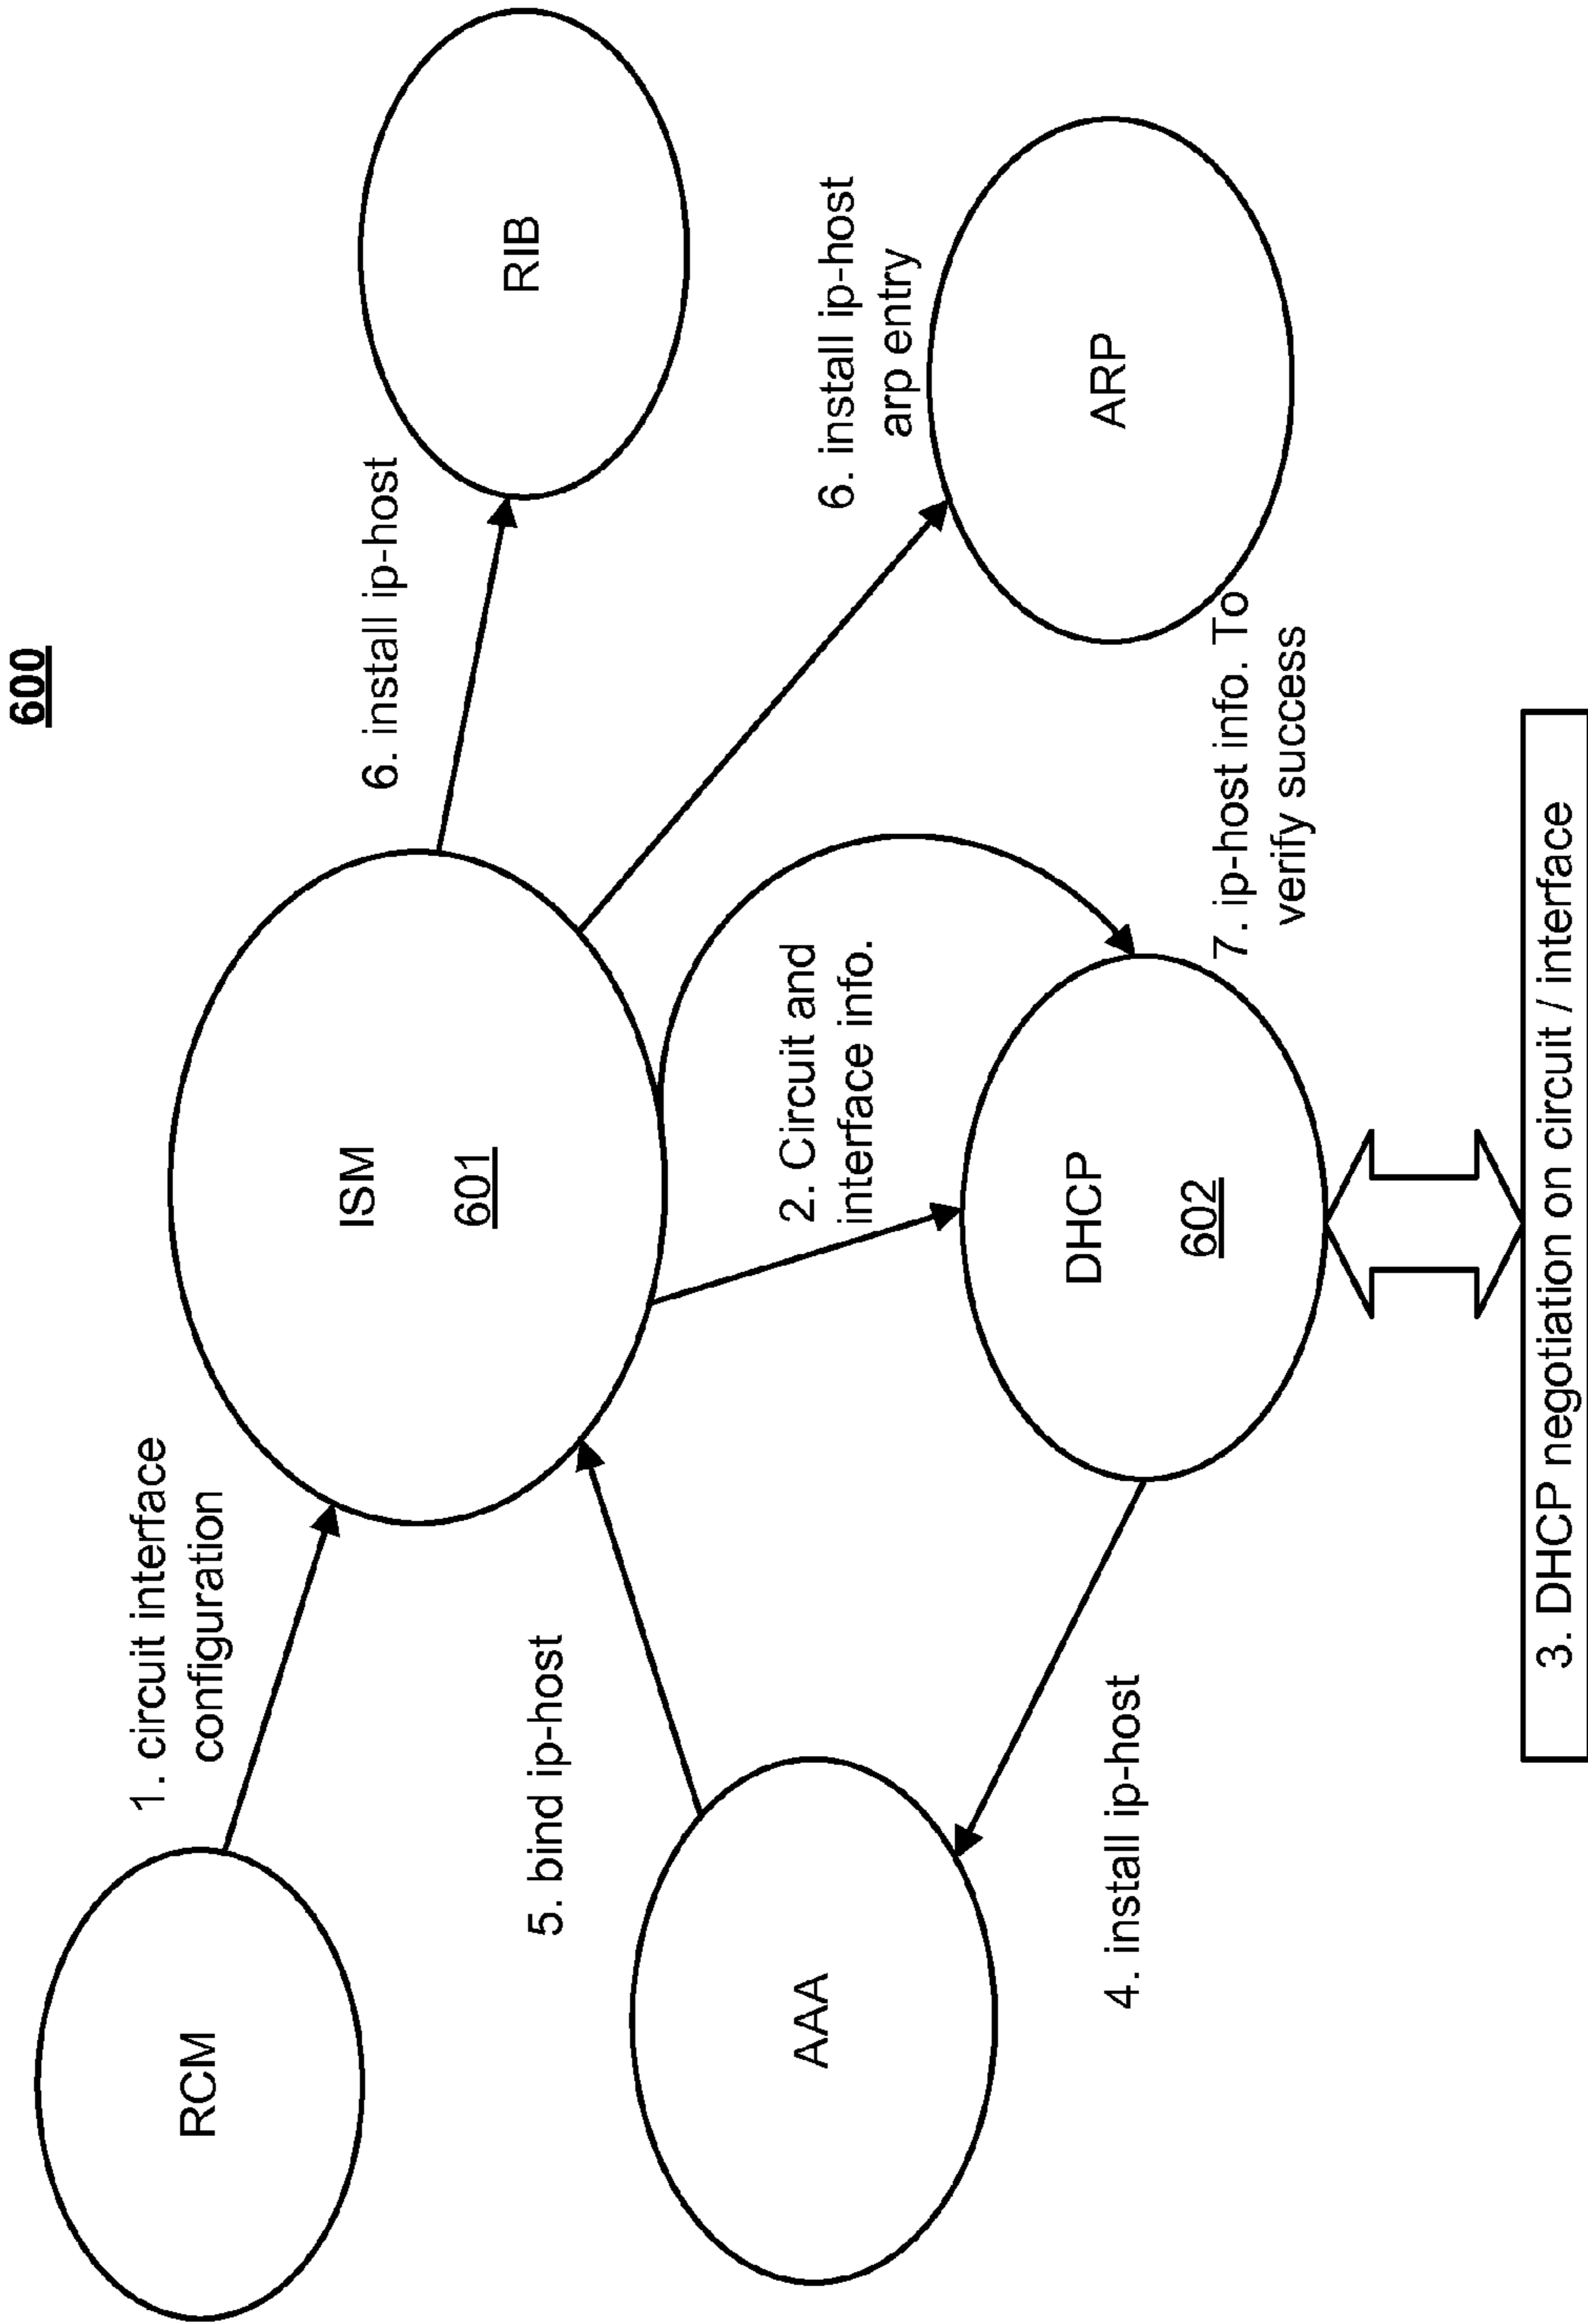 600
RCM
1. circuit interface
configuration
ISM
601
6. install ip-host
RIB
5. bind ip-host
2. Circuit and
interface info.
6. install ip-host
arp entry
AAA
DHCP
602
ARP
4. install ip-host
7. ip-host info. To
verify success
3. DHCP negotiation on circuit / interface